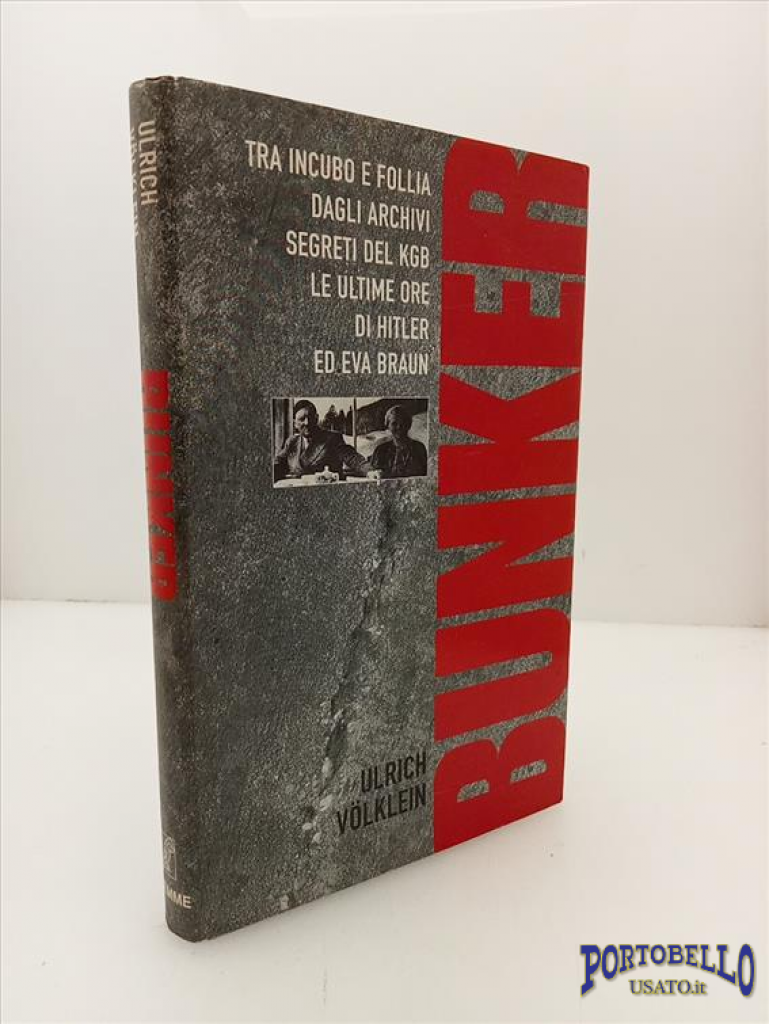 TRA INCUBO E FOLLIA
DAGLI ARCHIVI
SEGRETI DEL KGB
LE ULTIME ORE
DI HITLER
ED EVA BRAUN
BUNKER
ULRICH
VÖLKLEIN
ULRICH
BUNKER
PORTOBELLO
USATO.it